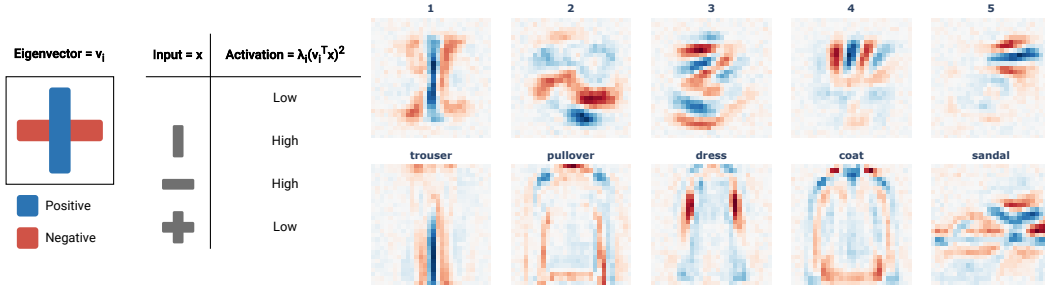 Eigenvector = vᵢ
Input = x
Activation = λᵢ(vᵢᵀx)²
Low
High
High
Low
Positive
Negative
1
2
3
4
5
trouser
pullover
dress
coat
sandal